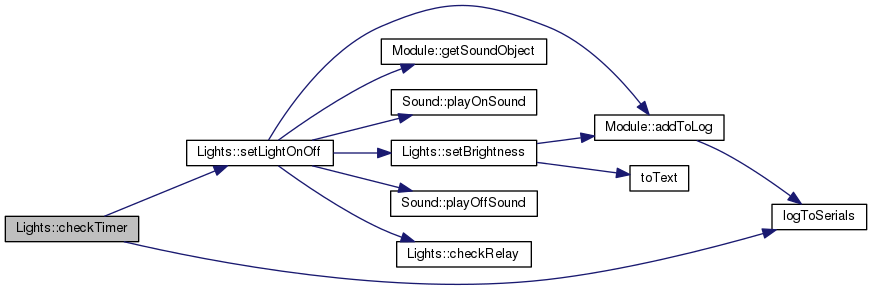 Module::getSoundObject
Sound::playOnSound
Module::addToLog
Lights::setLightOnOff
Lights::setBrightness
toText
Sound::playOffSound
logToSerials
Lights::checkTimer
Lights::checkRelay